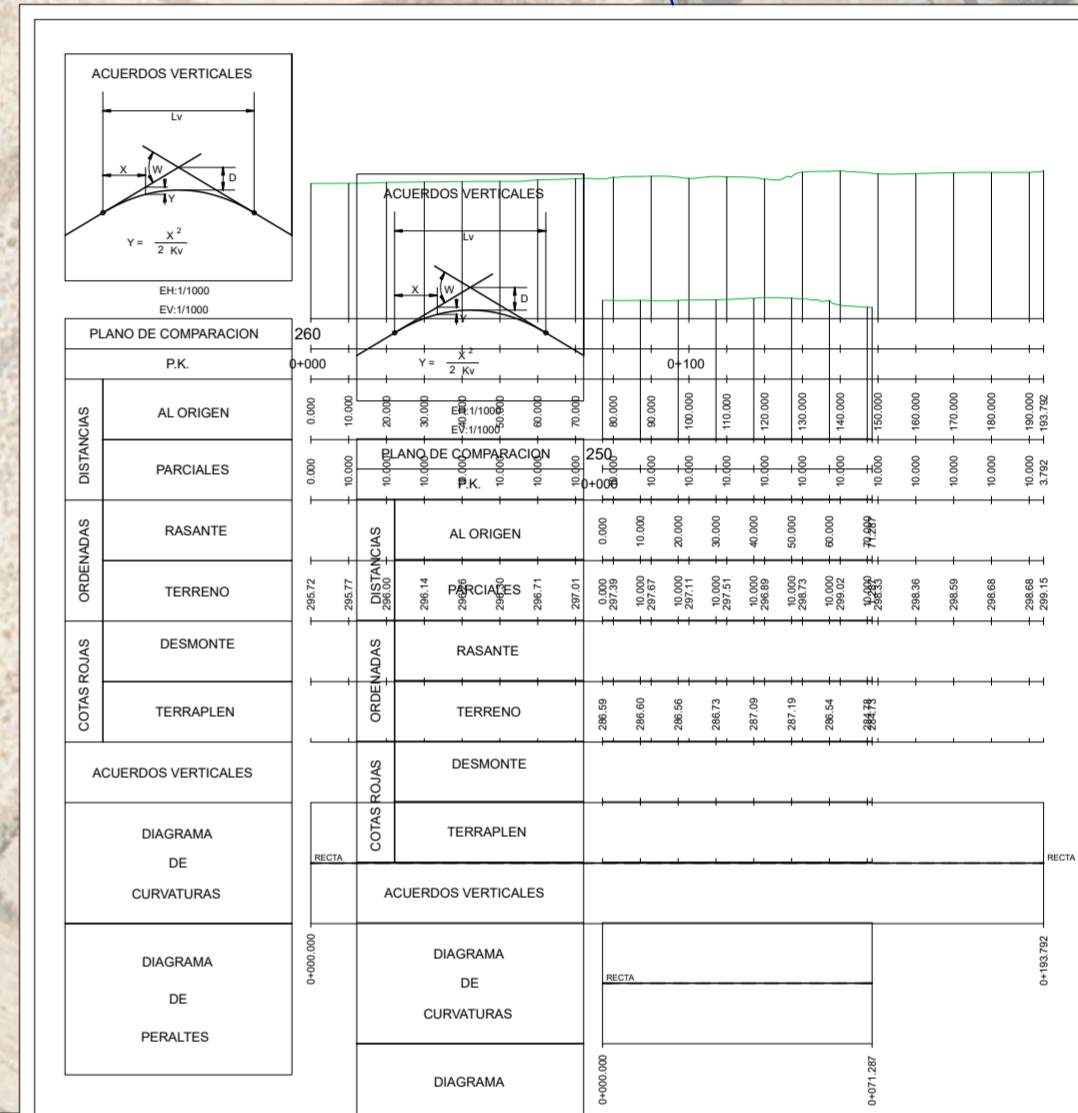 ACUERDOS VERTICALES
Lv
X
W
D
Y
Y = X 2
2 Kv
EH:1/1000
EV:1/1000
PLANO DE COMPARACION 260
P.K. 0+000 0+100
DISTANCIAS
AL ORIGEN 0.000 10.000 30.000 40.000 60.000 70.000 80.000 90.000 100.000 110.000 120.000 130.000 140.000 150.000 160.000 170.000 180.000 190.000 193.792
PARCIALES 0.000 10.000 10.000 10.000 10.000 10.000 10.000 10.000 10.000 10.000 10.000 10.000 10.000 10.000 10.000 10.000 3.792
ORDENADAS
RASANTE
TERRENO 295.72 295.77 296.00 296.14 296.71 297.01 297.39 297.67 297.11 297.51 296.89 298.73 299.02 298.36 298.59 298.68 298.68 299.15
COTAS ROJAS
DESMONTE
TERRAPLEN
ACUERDOS VERTICALES
DIAGRAMA
DE
CURVATURAS
RECTA
RECTA
0+000.000
0+193.792
DIAGRAMA
DE
PERALTES
ACUERDOS VERTICALES
Lv
X
W
D
Y
Y = X 2
2 Kv
EH:1/1000
EV:1/1000
PLANO DE COMPARACION 250
P.K. 0+000
DISTANCIAS
AL ORIGEN 0.000 10.000 20.000 30.000 40.000 50.000 60.000 70.000 71.287
PARCIALES 0.000 10.000 10.000 10.000 10.000 10.000 10.000
ORDENADAS
RASANTE
TERRENO 286.59 286.60 286.56 286.73 287.09 287.19 286.54
COTAS ROJAS
DESMONTE
TERRAPLEN
ACUERDOS VERTICALES
DIAGRAMA
DE
CURVATURAS
RECTA
0+000.000
0+071.287
DIAGRAMA